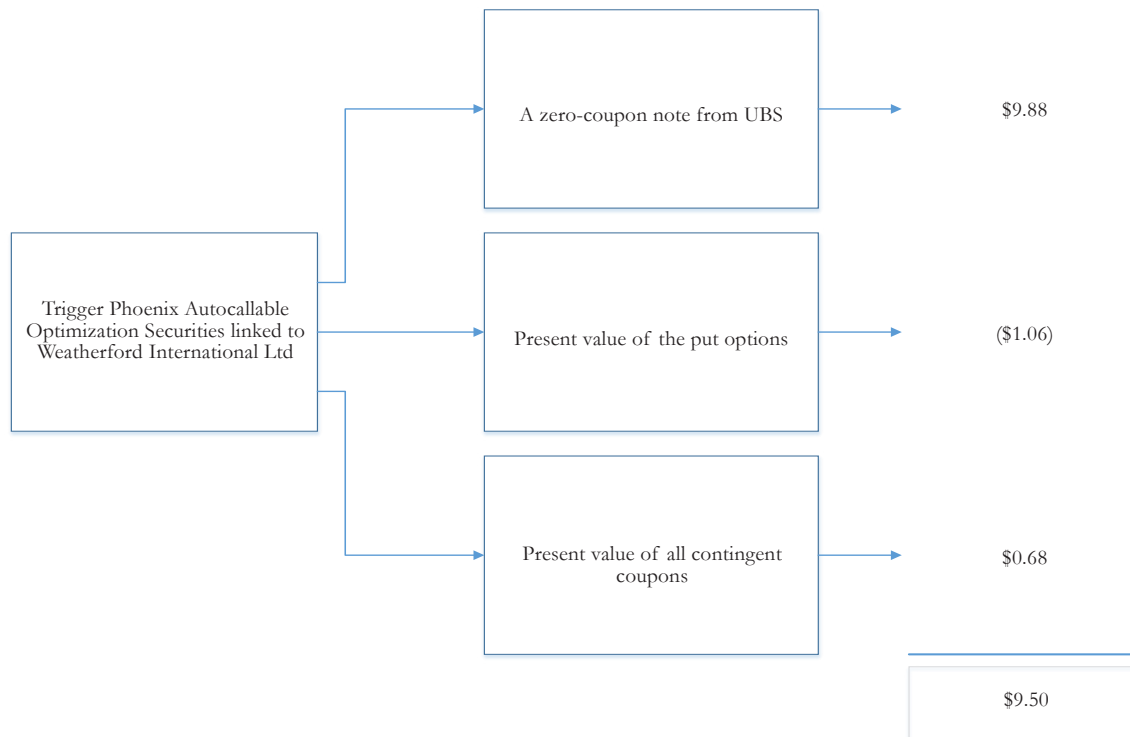 A zero-coupon note from UBS
$9.88
Trigger Phoenix Autocallable
Optimization Securities linked to
Weatherford International Ltd
Present value of the put options
($1.06)
Present value of all contingent
coupons
$0.68
$9.50